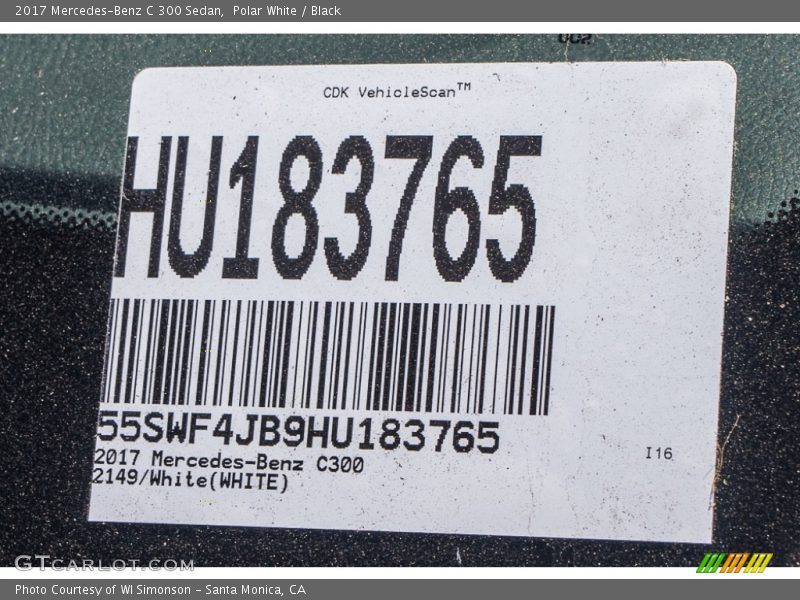 2017 Mercedes-Benz C 300 Sedan, Polar White / Black
CDK VehicleScan™
HU183765
55SWF4JB9HU183765
2017 Mercedes-Benz C300
2149/White(WHITE)
I16
GTCARLOT.COM
Photo Courtesy of WI Simonson - Santa Monica, CA